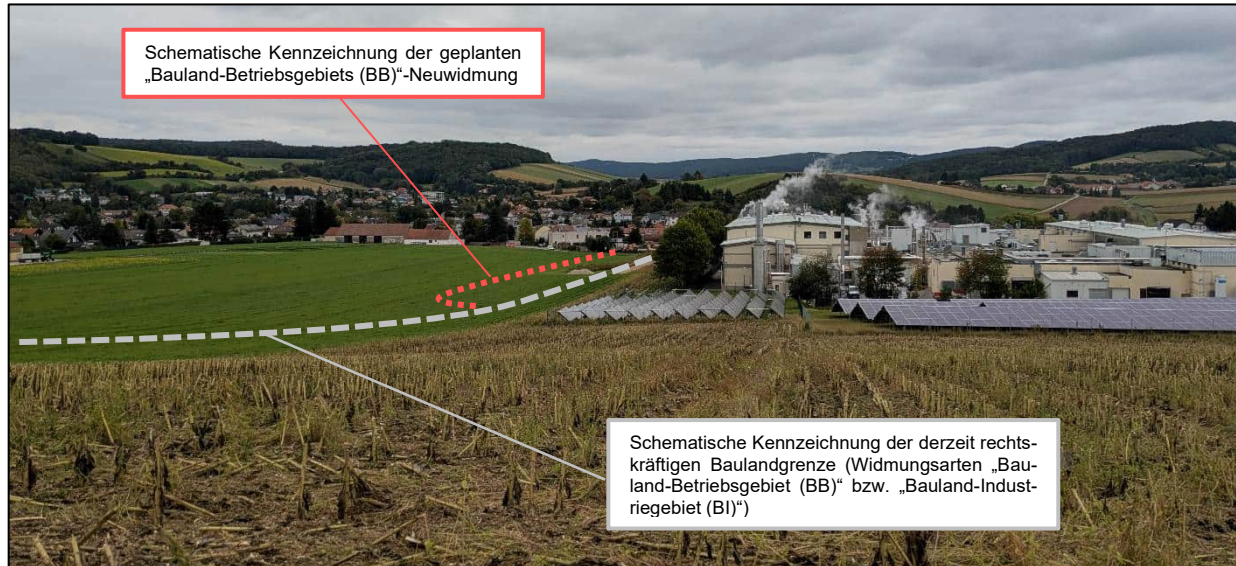 Schematische Kennzeichnung der geplanten
„Bauland-Betriebsgebiets (BB)“-Neuwidmung
Schematische Kennzeichnung der derzeit rechts-
kräftigen Baulandgrenze (Widmungsarten „Bau-
land-Betriebsgebiet (BB)“ bzw. „Bauland-Indust-
riegebiet (BI)“)